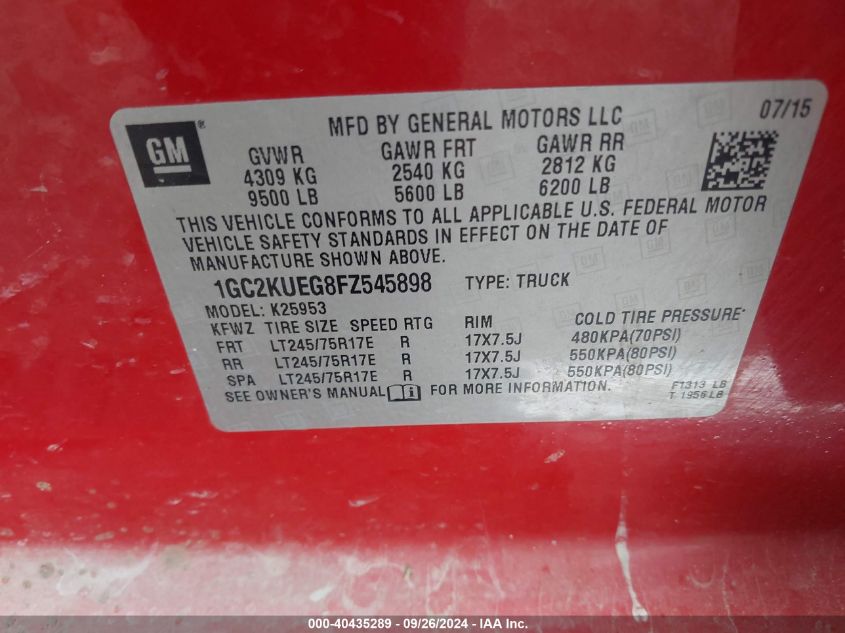 GM®
MFD BY GENERAL MOTORS LLC
07/15
GVWR GAWR FRT GAWR RR
4309 KG 2540 KG 2812 KG
9500 LB 5600 LB 6200 LB
THIS VEHICLE CONFORMS TO ALL APPLICABLE U.S. FEDERAL MOTOR
VEHICLE SAFETY STANDARDS IN EFFECT ON THE DATE OF
MANUFACTURE SHOWN ABOVE.
1GC2KUEG8FZ545898 TYPE: TRUCK
MODEL: K25953
KFWZ TIRE SIZE SPEED RTG RIM COLD TIRE PRESSURE
FRT LT245/75R17E R 17X7.5J 480KPA(70PSI)
RR LT245/75R17E R 17X7.5J 550KPA(80PSI)
SPA LT245/75R17E R 17X7.5J 550KPA(80PSI)
SEE OWNER'S MANUAL FOR MORE INFORMATION.
F1313 LB
T 1956 LB
000-40435289 - 09/26/2024 - 1GC2KUEG8FZ545898 - © IAA Inc.